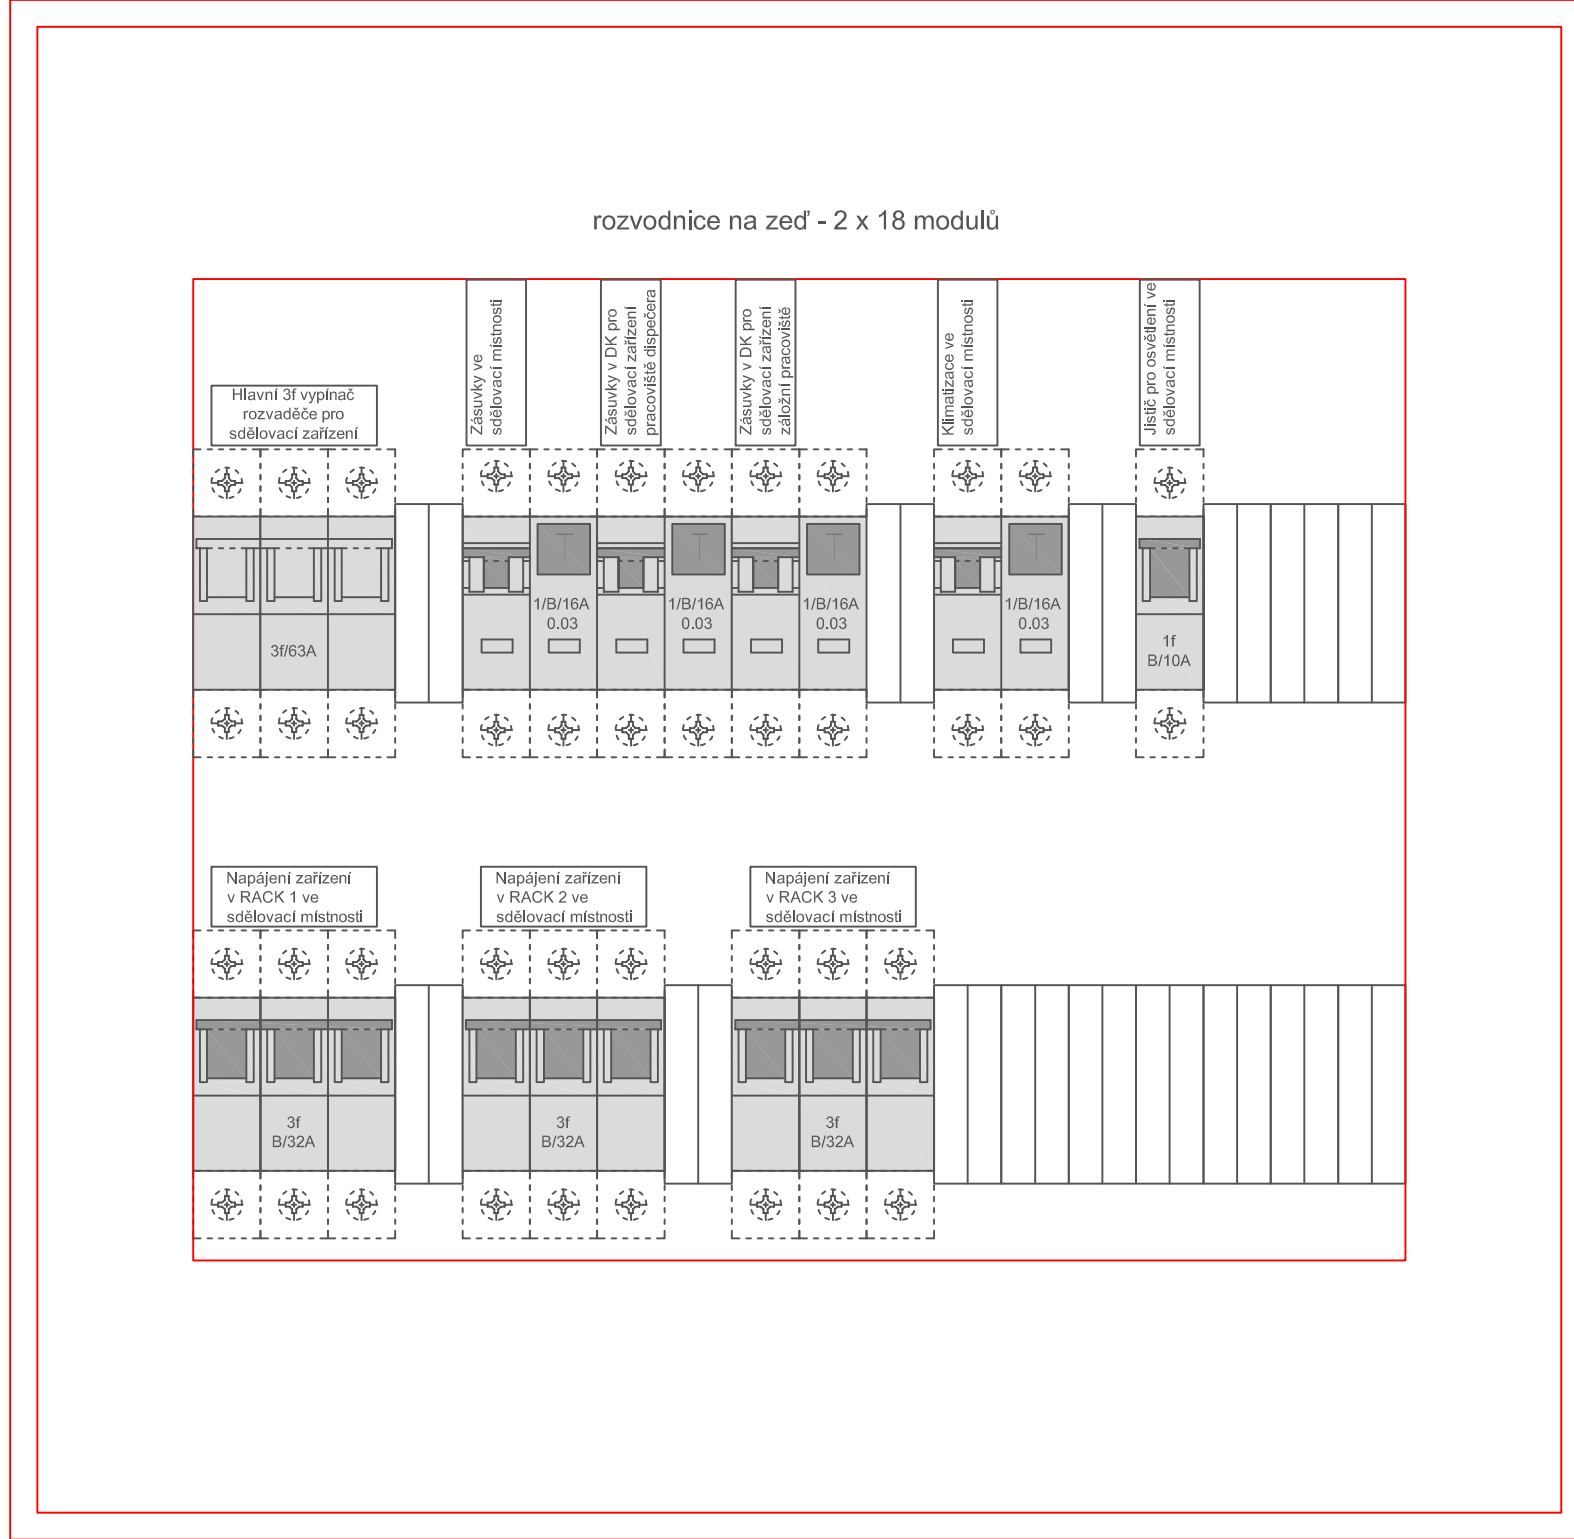 rozvodnice na zeď - 2 x 18 modulů
Hlavní 3f vypínač
rozvaděče pro
sdělovací zařízení
Zásuvky ve
sdělovací místnosti
Zásuvky v DK pro
sdělovací zařízení
pracoviště dispečera
Zásuvky v DK pro
sdělovací zařízení
záložní pracoviště
Klimatizace ve
sdělovací místnosti
Jistič pro osvětlení ve
sdělovací místnosti
T
T
T
T
3f/63A
1/B/16A
0.03
1/B/16A
0.03
1/B/16A
0.03
1/B/16A
0.03
1f
B/10A
Napájení zařízení
v RACK 1 ve
sdělovací místnosti
Napájení zařízení
v RACK 2 ve
sdělovací místnosti
Napájení zařízení
v RACK 3 ve
sdělovací místnosti
3f
B/32A
3f
B/32A
3f
B/32A